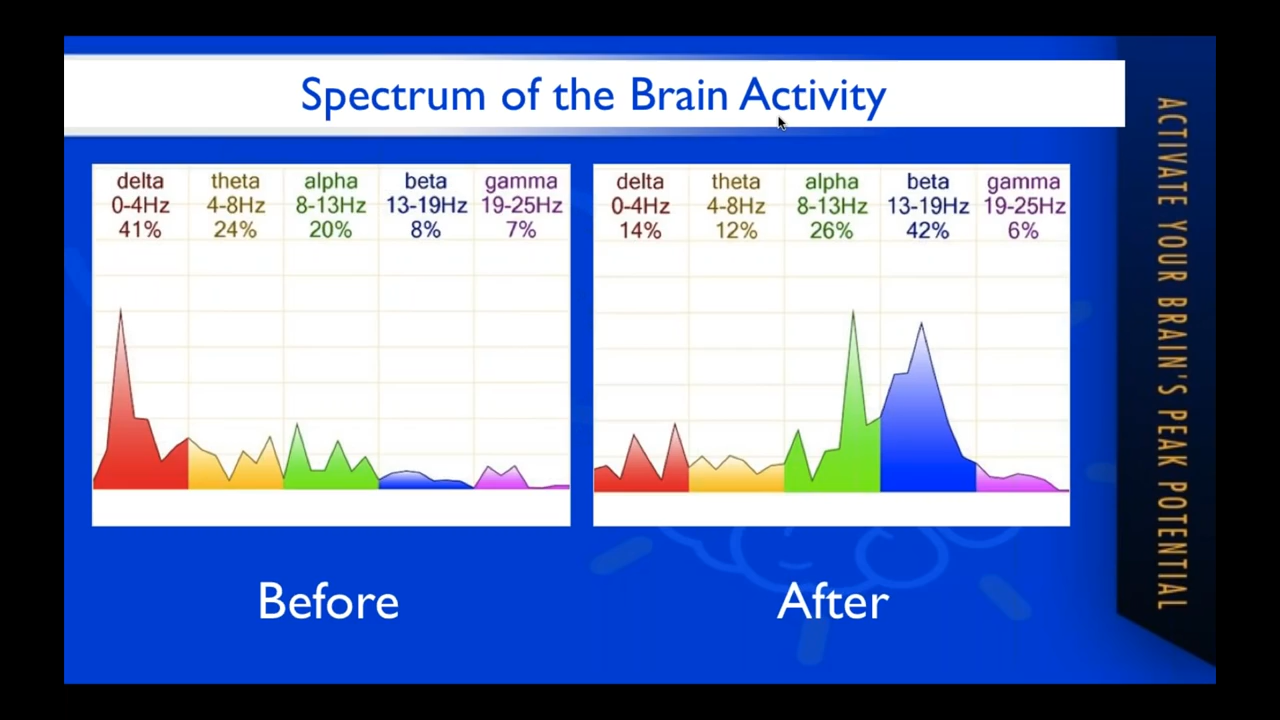 Spectrum of the Brain Activity
delta theta alpha beta gamma
0-4Hz 4-8Hz 8-13Hz 13-19Hz 19-25Hz
41% 24% 20% 8% 7%
delta theta alpha beta gamma
0-4Hz 4-8Hz 8-13Hz 13-19Hz 19-25Hz
14% 12% 26% 42% 6%
Before
After
ACTIVATE YOUR BRAIN'S PEAK POTENTIAL